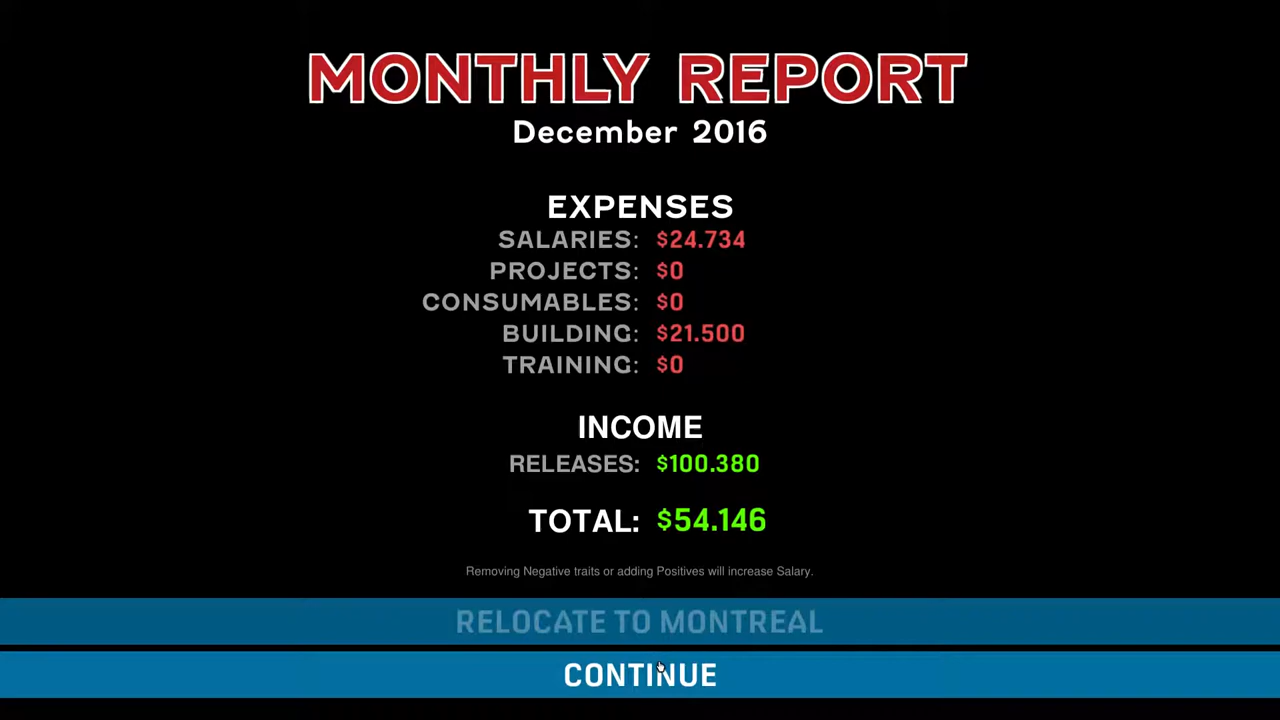 MONTHLY REPORT
December 2016
EXPENSES
SALARIES: $24.734
PROJECTS: $0
CONSUMABLES: $0
BUILDING: $21.500
TRAINING: $0
INCOME
RELEASES: $100.380
TOTAL: $54.146
Removing Negative traits or adding Positives will increase Salary.
RELOCATE TO MONTREAL
CONTINUE